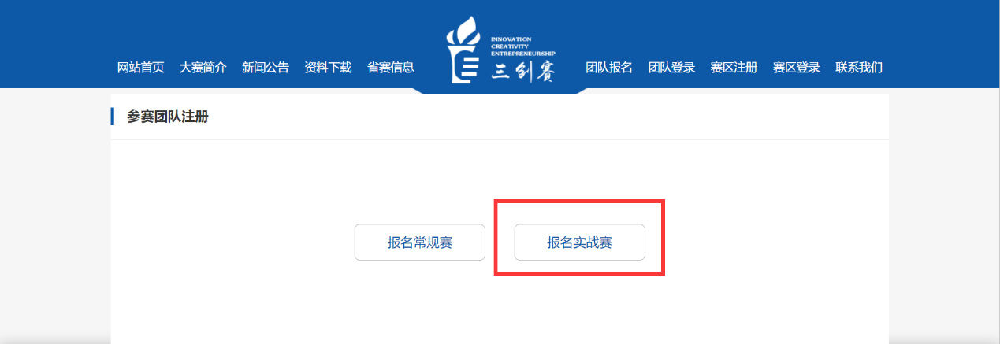 INNOVATION
CREATIVITY
ENTREPRENEURSHIP
三创赛
网站首页 大赛简介 新闻公告 资料下载 省赛信息 团队报名 团队登录 赛区注册 赛区登录 联系我们
参赛团队注册
报名常规赛 报名实战赛